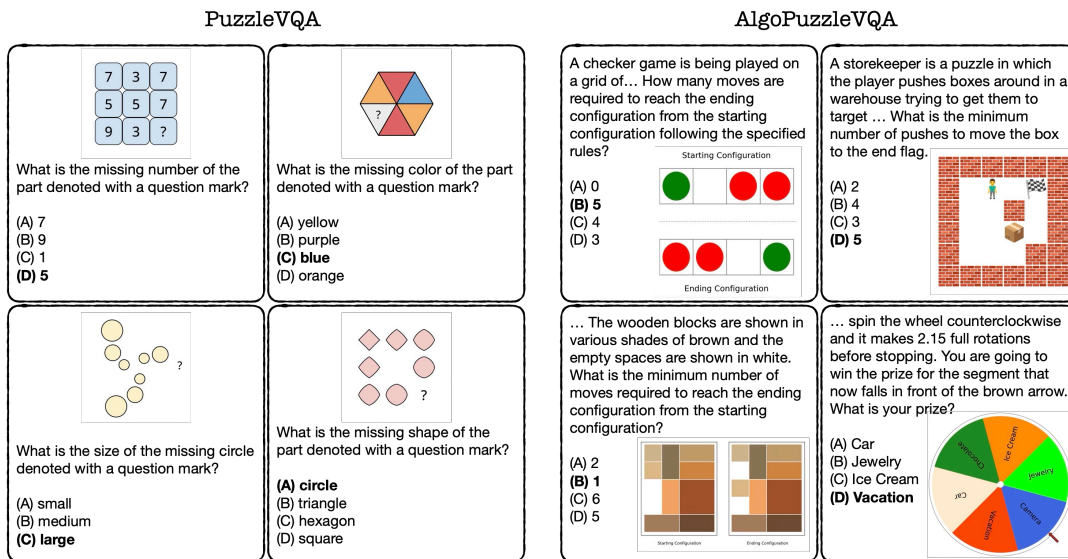 PuzzleVQA
7 3 7
5 5 7
9 3 ?
What is the missing number of the
part denoted with a question mark?
(A) 7
(B) 9
(C) 1
(D) 5
?
What is the missing color of the part
denoted with a question mark?
(A) yellow
(B) purple
(C) blue
(D) orange
?
What is the size of the missing circle
denoted with a question mark?
(A) small
(B) medium
(C) large
?
What is the missing shape of the
part denoted with a question mark?
(A) circle
(B) triangle
(C) hexagon
(D) square
AlgoPuzzleVQA
A checker game is being played on
a grid of... How many moves are
required to reach the ending
configuration from the starting
configuration following the specified
rules?
(A) 0
(B) 5
(C) 4
(D) 3
Starting Configuration
Ending Configuration
A storekeeper is a puzzle in which
the player pushes boxes around in a
warehouse trying to get them to
target ... What is the minimum
number of pushes to move the box
to the end flag.
(A) 2
(B) 4
(C) 3
(D) 5
... The wooden blocks are shown in
various shades of brown and the
empty spaces are shown in white.
What is the minimum number of
moves required to reach the ending
configuration from the starting
configuration?
(A) 2
(B) 1
(C) 6
(D) 5
Starting Configuration
Ending Configuration
... spin the wheel counterclockwise
and it makes 2.15 full rotations
before stopping. You are going to
win the prize for the segment that
now falls in front of the brown arrow.
What is your prize?
(A) Car
(B) Jewelry
(C) Ice Cream
(D) Vacation
Chocolate
Ice Cream
Jewelry
Camera
Vacation
Car